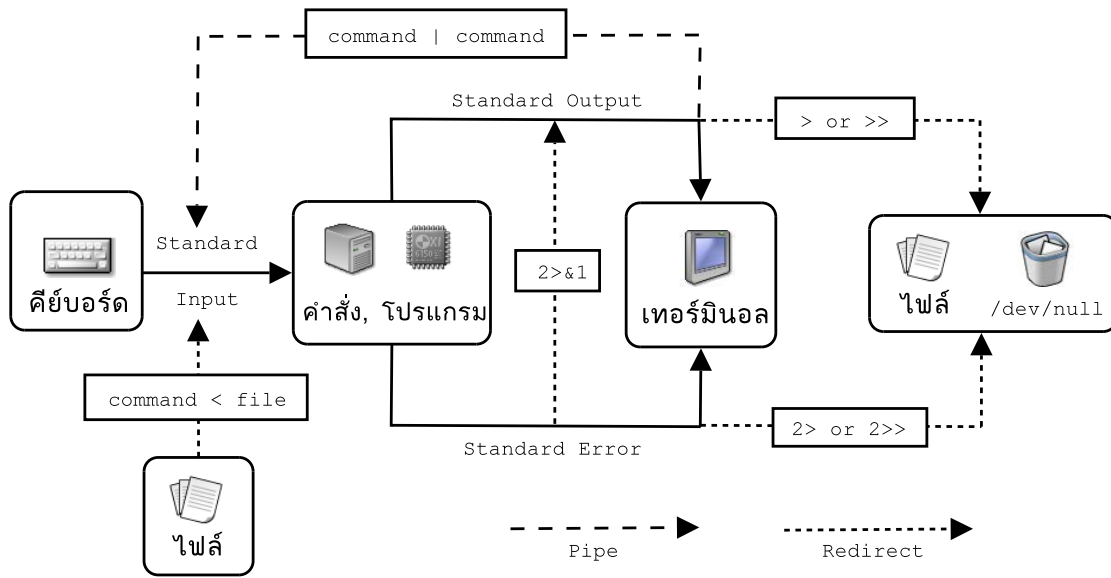 command | command
Standard Output
> or >>
Standard
Input
คีย์บอร์ด
คำสั่ง, โปรแกรม
2>&1
เทอร์มินอล
ไฟล์
/dev/null
command < file
2> or 2>>
Standard Error
ไฟล์
Pipe
Redirect